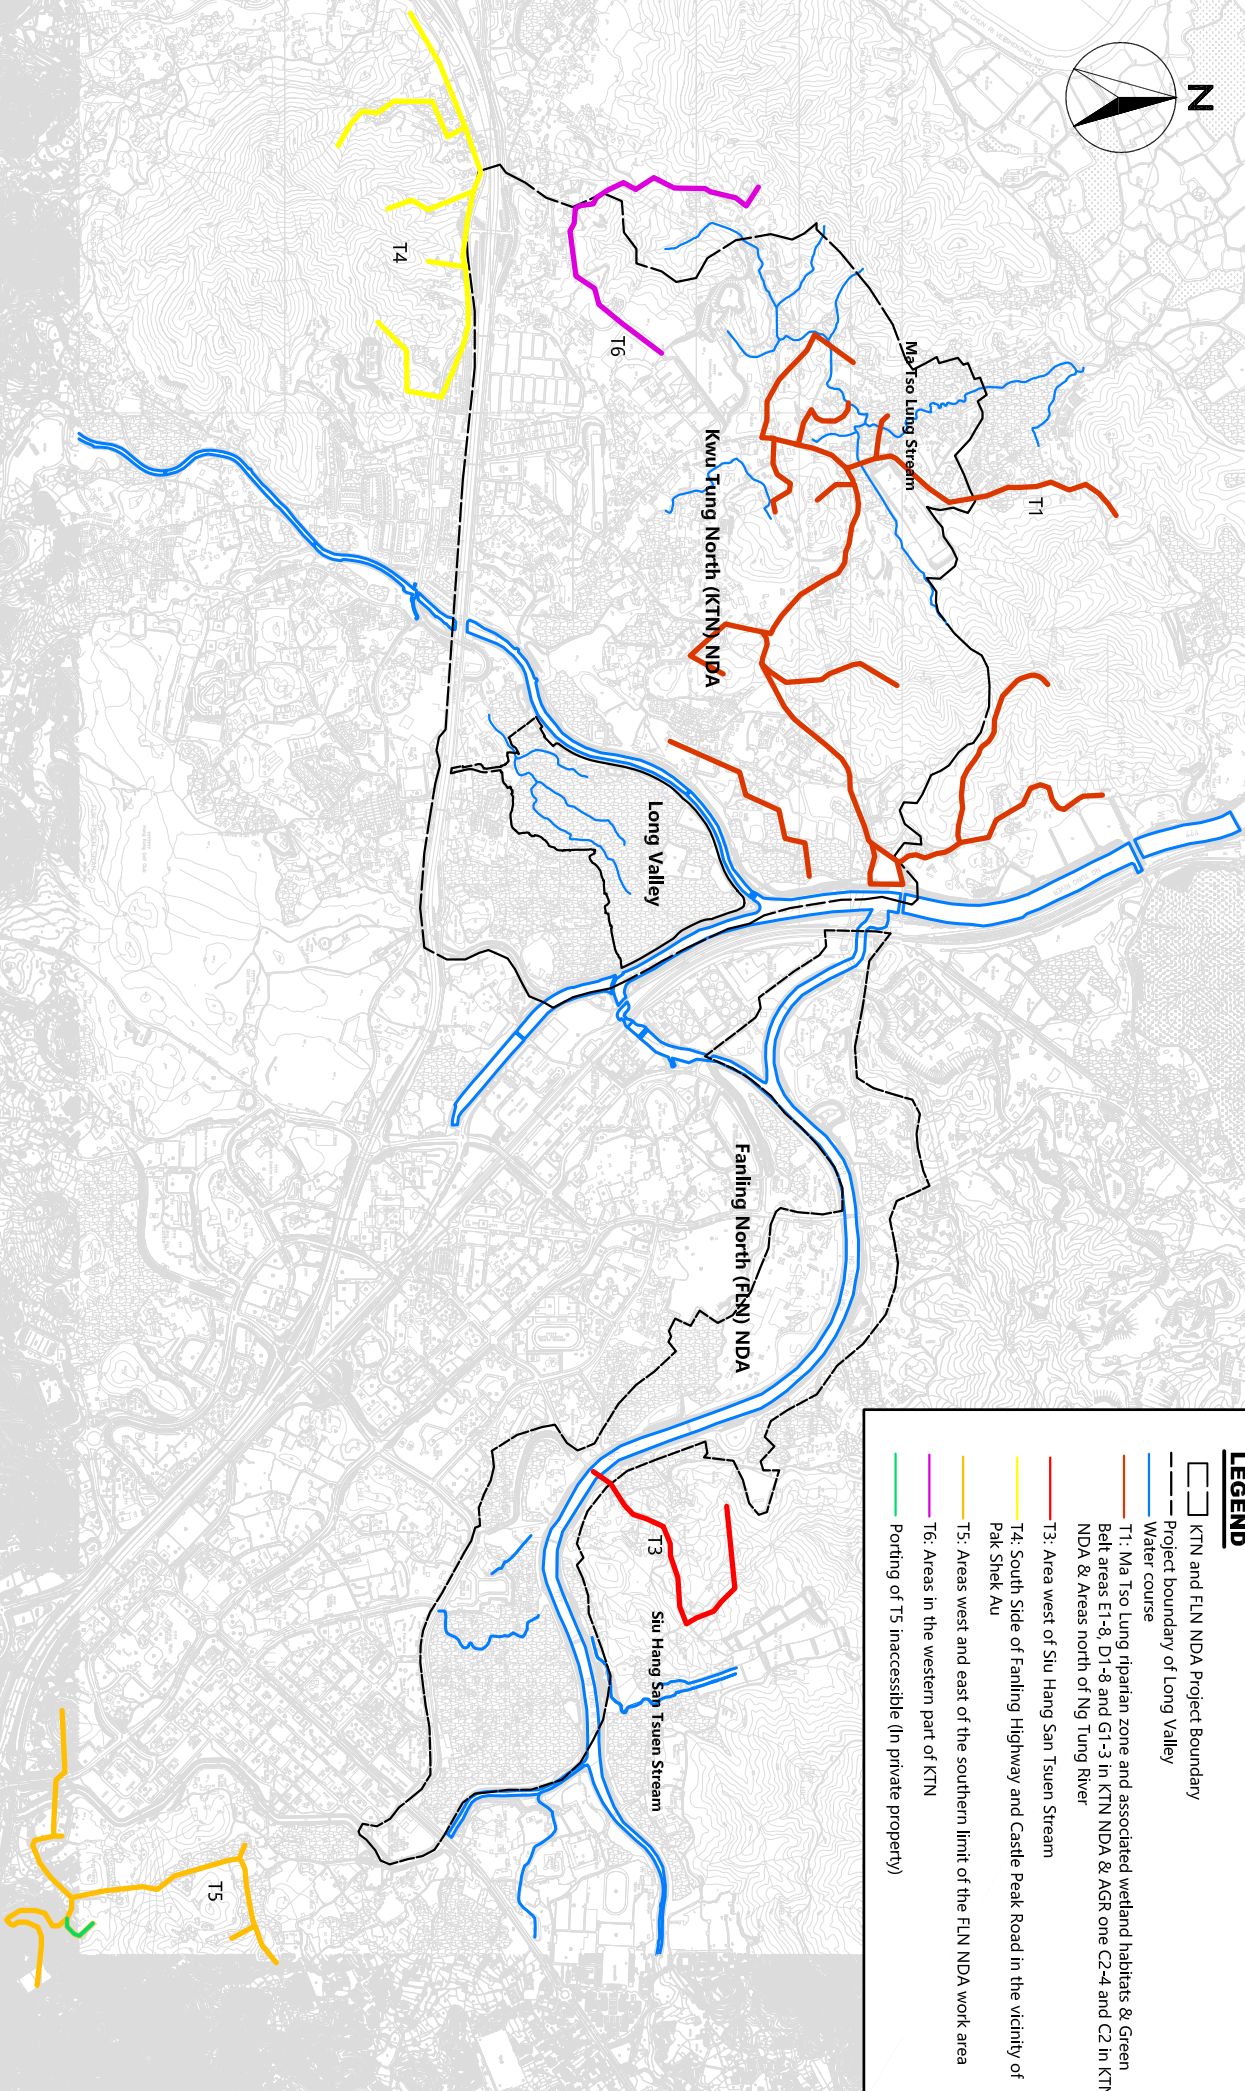 N
T4
T6
Ma Tso Lung Stream
T1
Kwu Tung North (KTN) NDA
Long Valley
Fanling North (FLN) NDA
T3
Siu Hang San Tsuen Stream
T5
LEGEND
KTN and FLN NDA Project Boundary
Project boundary of Long Valley
Water course
T1: Ma Tso Lung riparian zone and associated wetland habitats & Green
Belt areas E1-8, D1-8 and G1-3 in KTN NDA & AGR one C2-4 and C2 in KTN
NDA & Areas north of Ng Tung River
T3: Area west of Siu Hang San Tsuen Stream
T4: South Side of Fanling Highway and Castle Peak Road in the vicinity of
Pak Shek Au
T5: Areas west and east of the southern limit of the FLN NDA work area
T6: Areas in the western part of KTN
Porting of T5 inaccessible (In private property)